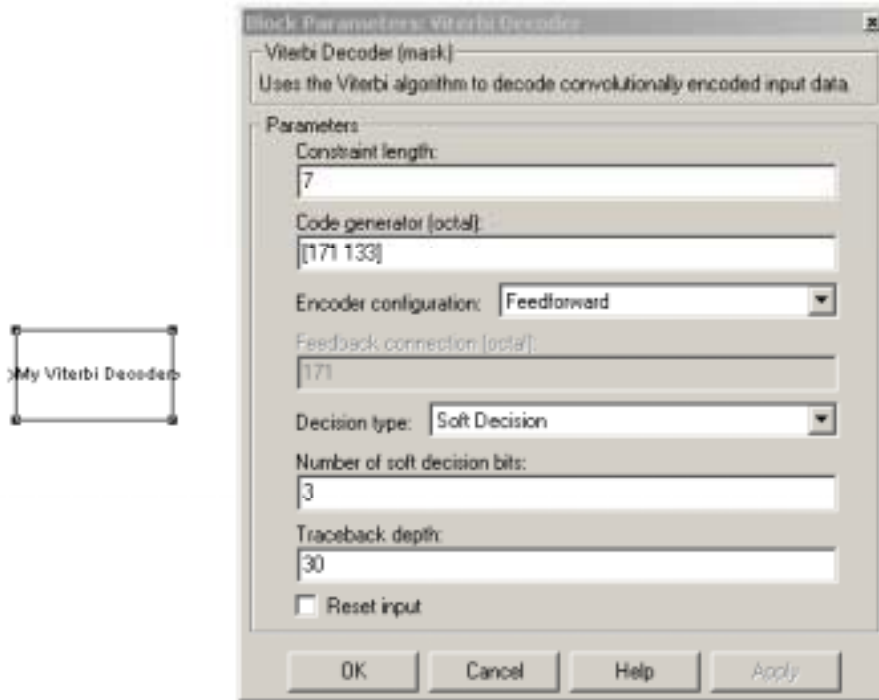 Block Parameters: Viterbi Decoder
Viterbi Decoder (mask)
Uses the Viterbi algorithm to decode convolutionally encoded input data.
Parameters
Constraint length:
7
Code generator (octal):
[171 133]
Encoder configuration: Feedforward
Feedback connection (octal):
171
Decision type: Soft Decision
Number of soft decision bits:
3
Traceback depth:
30
Reset input
OK Cancel Help Apply
My Viterbi Decoder